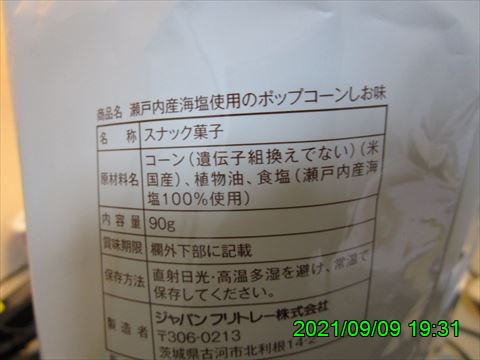 商品名 瀬戸内産海塩使用のポップコーンしお味
名 称 スナック菓子
原材料名 コーン(遺伝子組換えでない)(米
国産)、植物油、食塩(瀬戸内産海
塩100%使用)
内 容 量 90g
賞味期限 欄外下部に記載
保存方法 直射日光・高温多湿を避け、常温で
保存してください。
製造者 ジャパンフリトレー株式会社
〒306-0213
茨城県古河市北利根14-2
2021/09/09 19:31